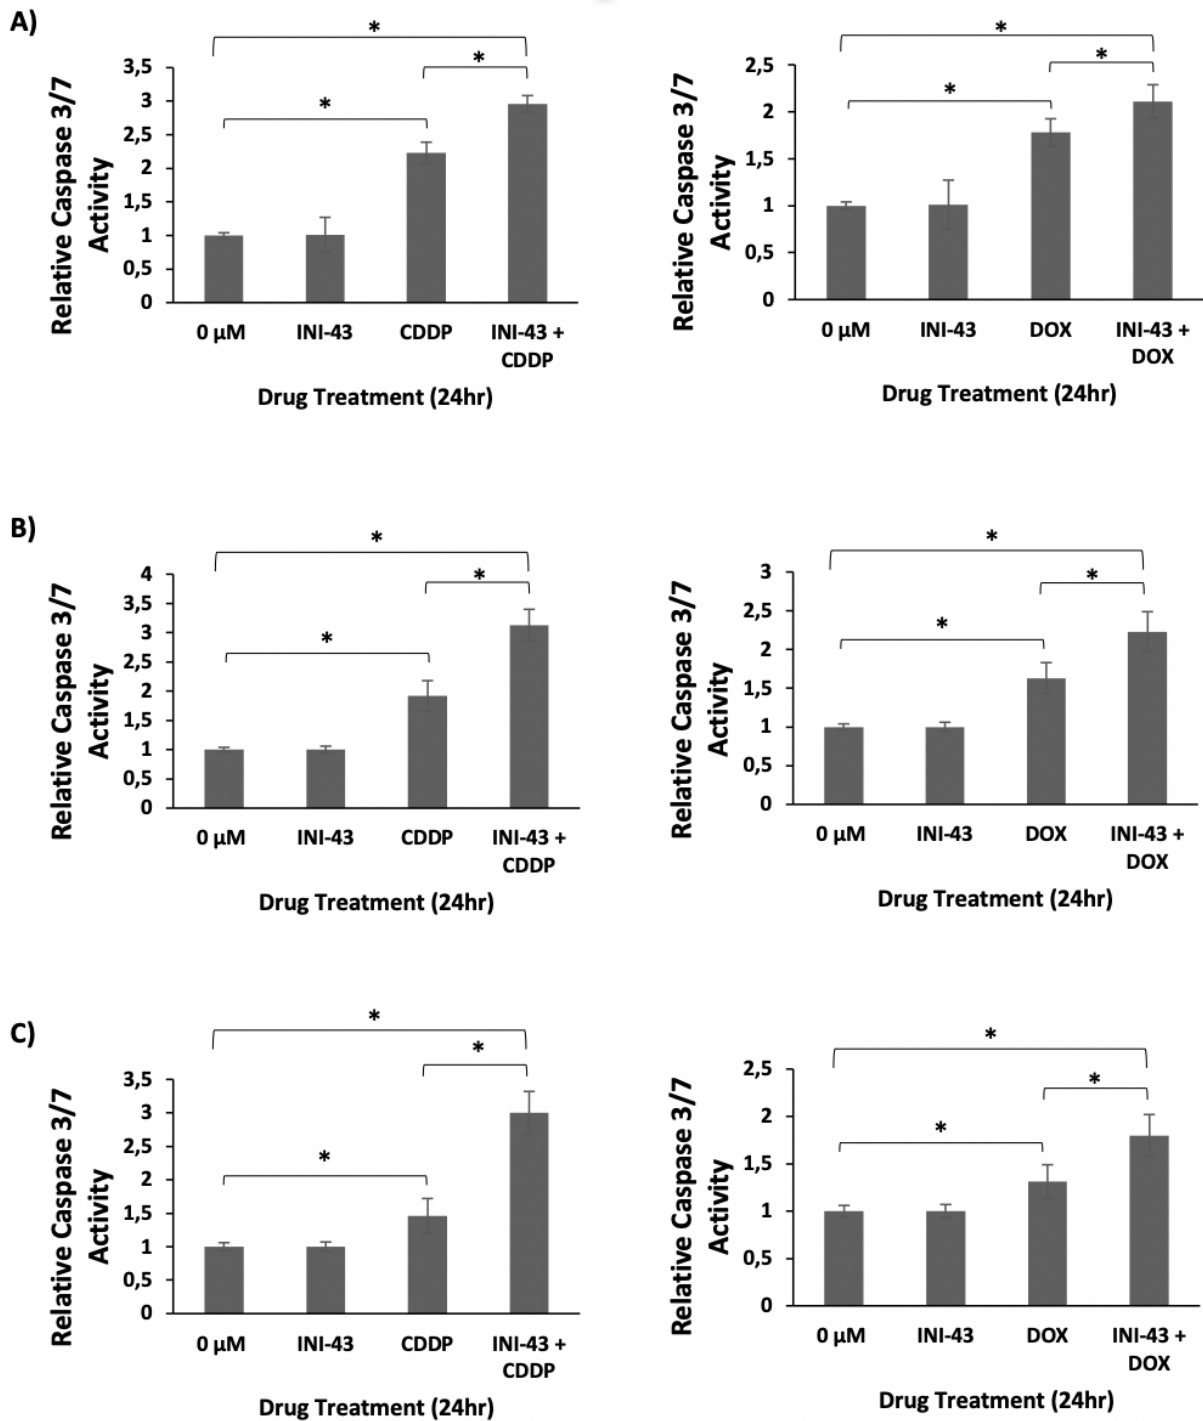 A)
*
*
*
3,5
3
2,5
2
1,5
1
0,5
0
Relative Caspase 3/7
Activity
0 µM
INI-43
CDDP
INI-43 +
CDDP
Drug Treatment (24hr)
*
*
*
2,5
2
1,5
1
0,5
0
Relative Caspase 3/7
Activity
0 µM
INI-43
DOX
INI-43 +
DOX
Drug Treatment (24hr)
B)
*
*
*
4
3,5
3
2,5
2
1,5
1
0,5
0
Relative Caspase 3/7
Activity
0 µM
INI-43
CDDP
INI-43 +
CDDP
Drug Treatment (24hr)
*
*
*
3
2,5
2
1,5
1
0,5
0
Relative Caspase 3/7
Activity
0 µM
INI-43
DOX
INI-43 +
DOX
Drug Treatment (24hr)
C)
*
*
*
3,5
3
2,5
2
1,5
1
0,5
0
Relative Caspase 3/7
Activity
0 µM
INI-43
CDDP
INI-43 +
CDDP
Drug Treatment (24hr)
*
*
*
2,5
2
1,5
1
0,5
0
Relative Caspase 3/7
Activity
0 µM
INI-43
DOX
INI-43 +
DOX
Drug Treatment (24hr)